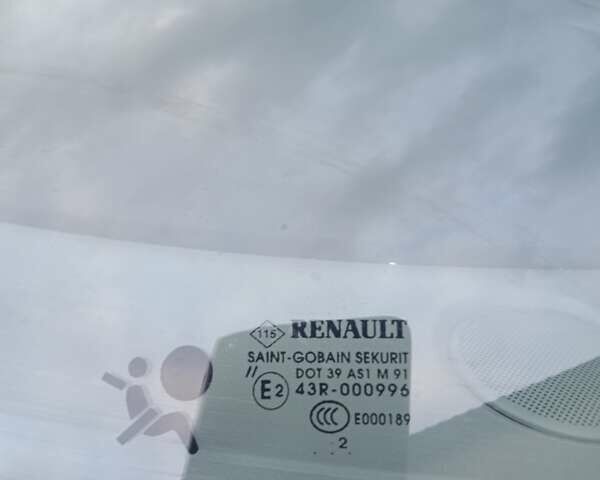 115 RENAULT
SAINT-GOBAIN SEKURIT
DOT 39 AS1 M 91
E2 43R-000996
CCC E000189
2